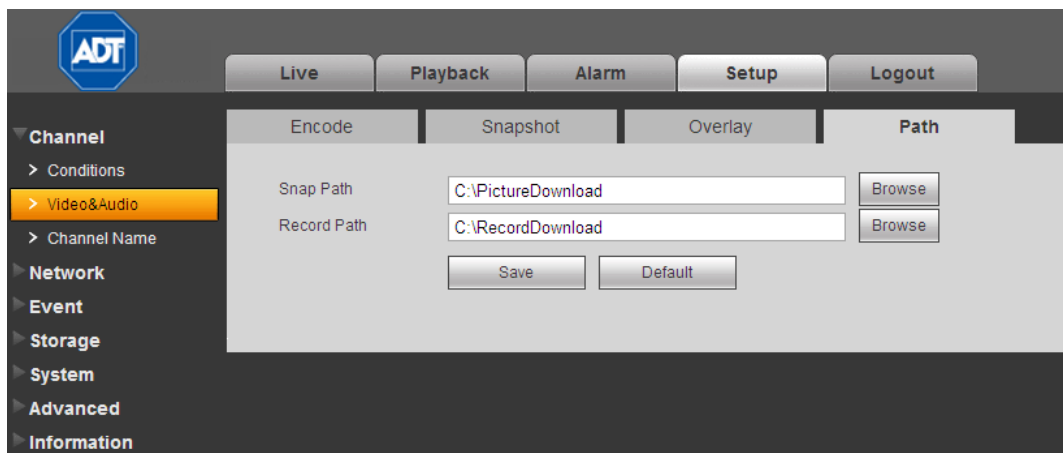 ADT
Live Playback Alarm Setup Logout
Encode Snapshot Overlay Path
Channel
> Conditions
> Video&Audio
> Channel Name
Network
Event
Storage
System
Advanced
Information
Snap Path C:\PictureDownload Browse
Record Path C:\RecordDownload Browse
Save Default